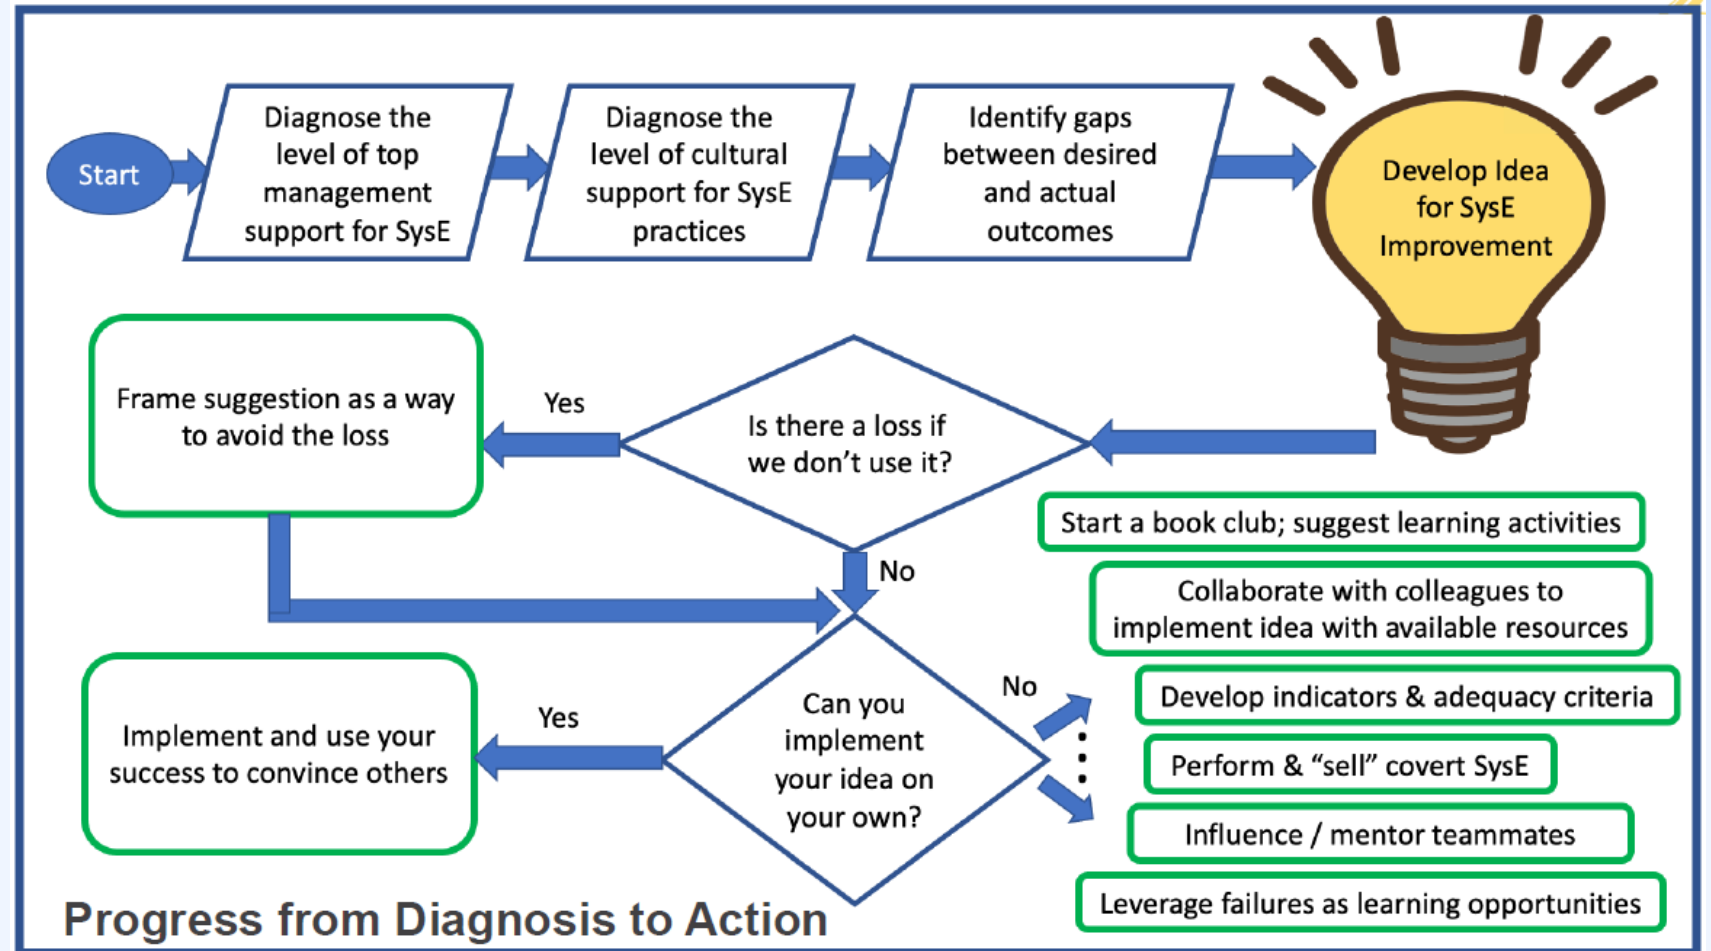 Start
Diagnose the
level of top
management
support for SysE
Diagnose the
level of cultural
support for SysE
practices
Identify gaps
between desired
and actual
outcomes
Develop Idea
for SysE
Improvement
Is there a loss if
we don’t use it?
Yes
Frame suggestion as a way
to avoid the loss
No
Can you
implement
your idea on
your own?
Yes
Implement and use your
success to convince others
No
Start a book club; suggest learning activities
Collaborate with colleagues to
implement idea with available resources
Develop indicators & adequacy criteria
Perform & “sell” covert SysE
Influence / mentor teammates
Leverage failures as learning opportunities
Progress from Diagnosis to Action